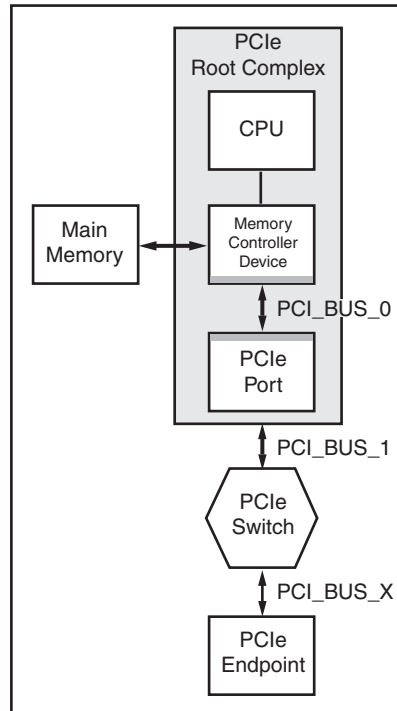 PCIe
Root Complex
CPU
Main
Memory
Memory
Controller
Device
PCI_BUS_0
PCIe
Port
PCI_BUS_1
PCIe
Switch
PCI_BUS_X
PCIe
Endpoint